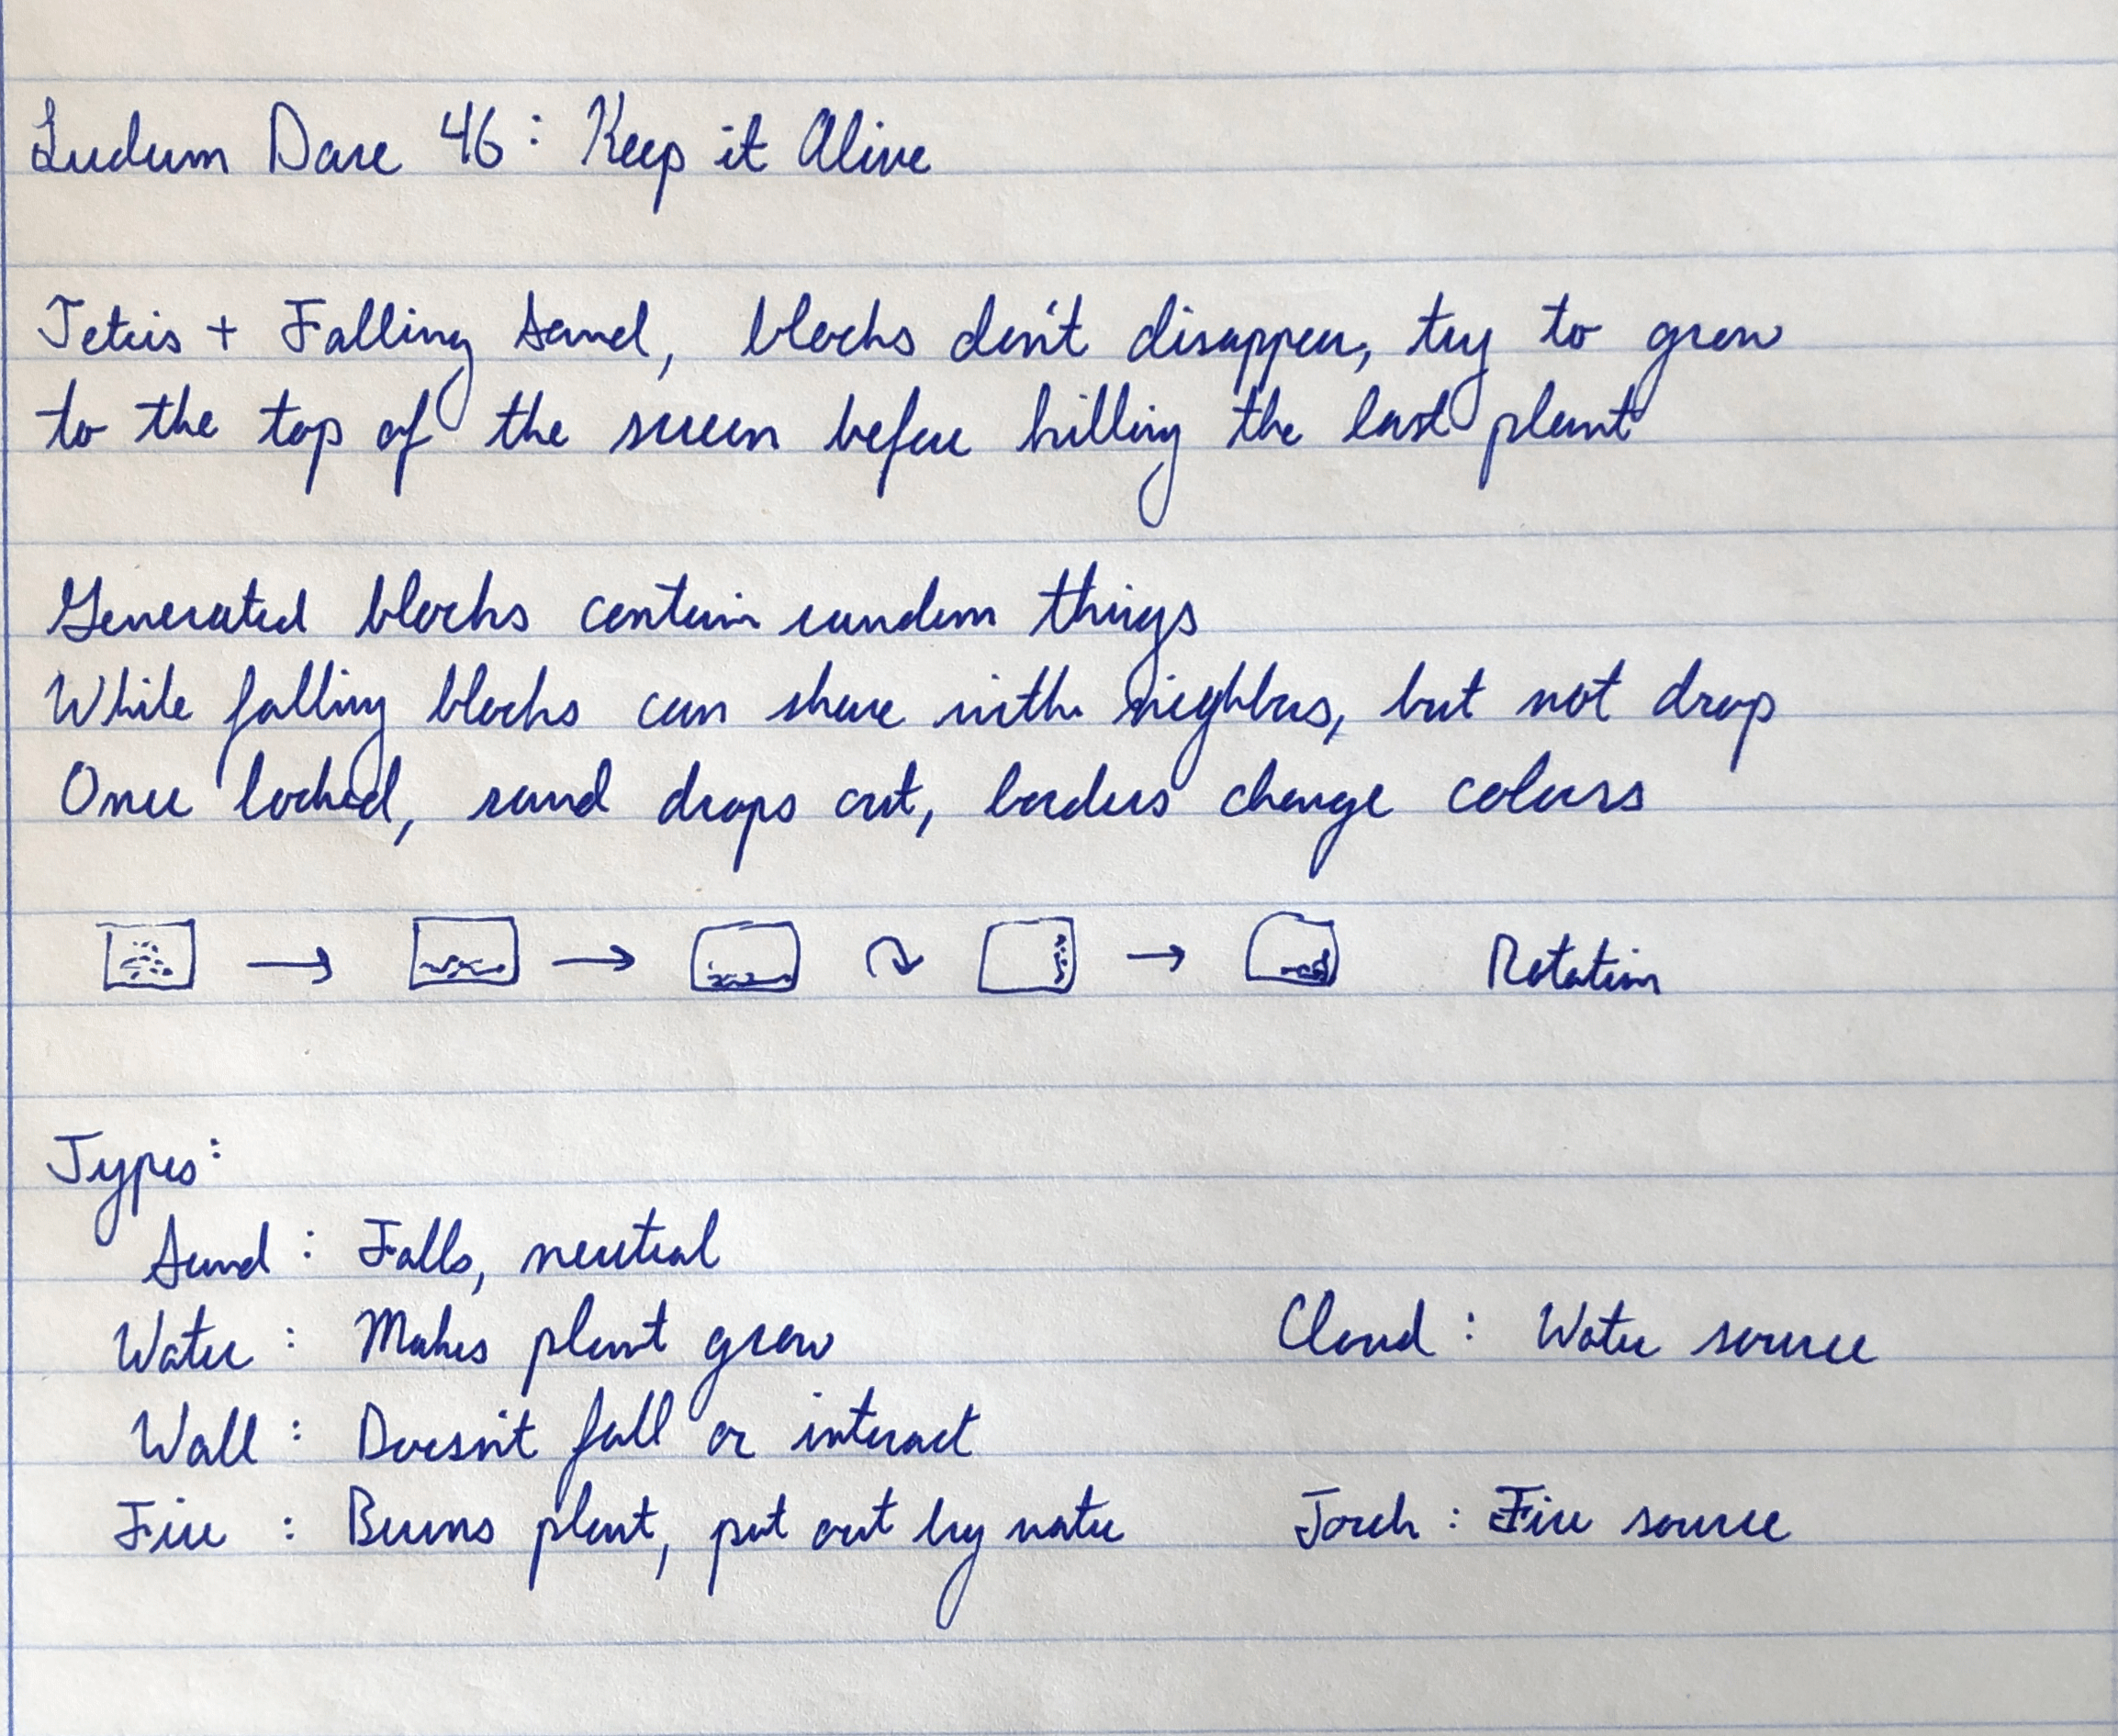 Ludum Dare 46: Keep it Alive
Tetris + Falling Sand, blocks don't disappear, try to grow
to the top of the screen before killing the last plant
Generated blocks contain random things
While falling blocks can share with neighbors, but not drop
Once locked, sand drops out, borders change colors
Rotation
Types:
Sand: Falls, neutral
Water: Makes plant grow
Cloud: Water source
Wall: Doesn't fall or interact
Fire: Burns plant, put out by water
Torch: Fire source